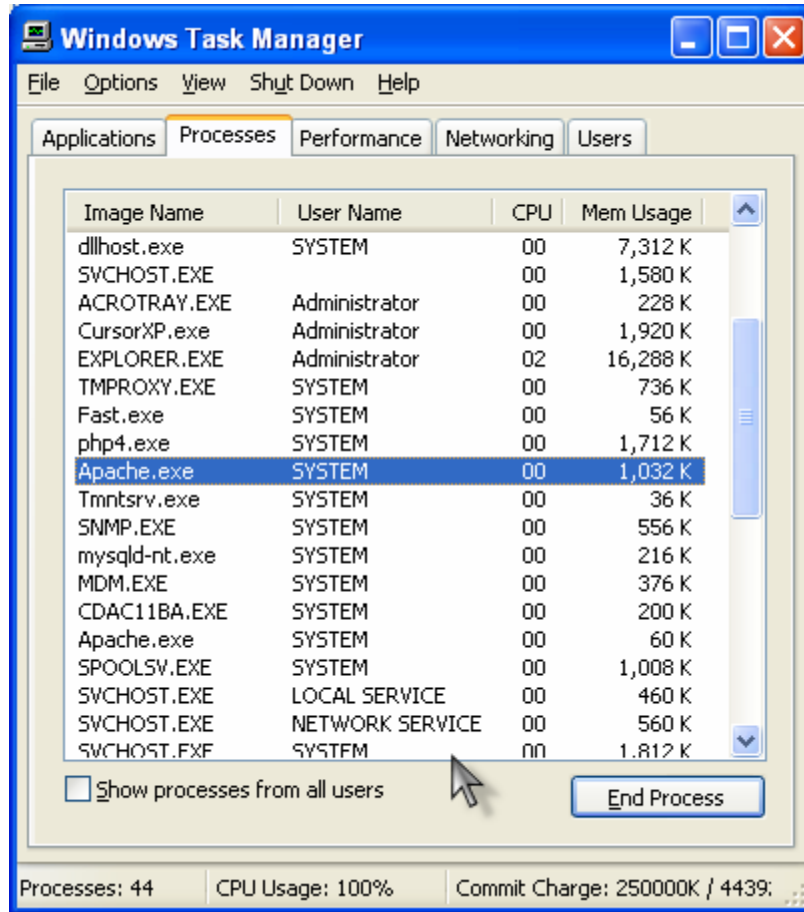 Windows Task Manager
File Options View Shut Down Help
Applications Processes Performance Networking Users
Image Name User Name CPU Mem Usage
dllhost.exe SYSTEM 00 7,312 K
SVCHOST.EXE 00 1,580 K
ACROTRAY.EXE Administrator 00 228 K
CursorXP.exe Administrator 00 1,920 K
EXPLORER.EXE Administrator 02 16,288 K
TMPROXY.EXE SYSTEM 00 736 K
Fast.exe SYSTEM 00 56 K
php4.exe SYSTEM 00 1,712 K
Apache.exe SYSTEM 00 1,032 K
Tmntsrv.exe SYSTEM 00 36 K
SNMP.EXE SYSTEM 00 556 K
mysqld-nt.exe SYSTEM 00 216 K
MDM.EXE SYSTEM 00 376 K
CDAC11BA.EXE SYSTEM 00 200 K
Apache.exe SYSTEM 00 60 K
SPOOLSV.EXE SYSTEM 00 1,008 K
SVCHOST.EXE LOCAL SERVICE 00 460 K
SVCHOST.EXE NETWORK SERVICE 00 560 K
SVCHOST.EXE SYSTEM 00 1,812 K
Show processes from all users End Process
Processes: 44 CPU Usage: 100% Commit Charge: 250000K /